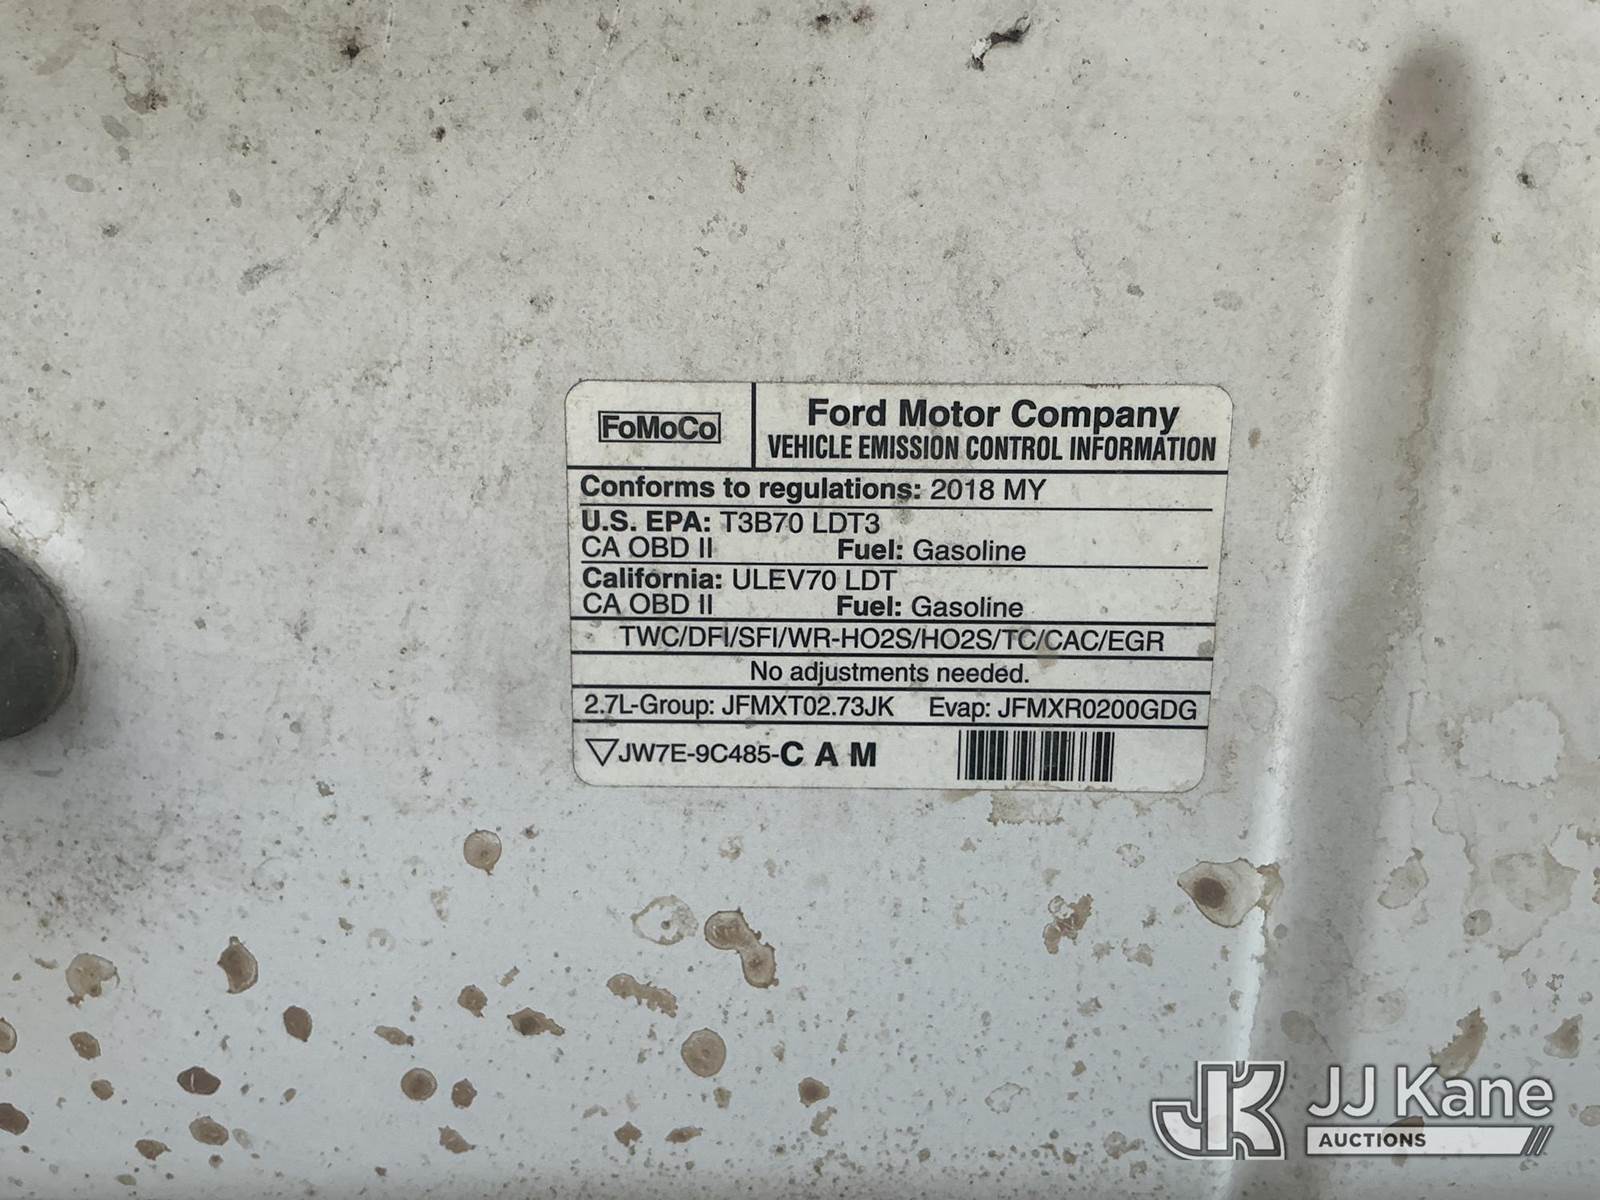 FoMoCo
Ford Motor Company
VEHICLE EMISSION CONTROL INFORMATION
Conforms to regulations: 2018 MY
U.S. EPA: T3B70 LDT3
CA OBD II Fuel: Gasoline
California: ULEV70 LDT
CA OBD II Fuel: Gasoline
TWC/DFI/SFI/WR-HO2S/HO2S/TC/CAC/EGR
No adjustments needed.
2.7L-Group: JFMXT02.73JK Evap: JFMXR0200GDG
JW7E-9C485-C A M
JK JJ Kane
AUCTIONS